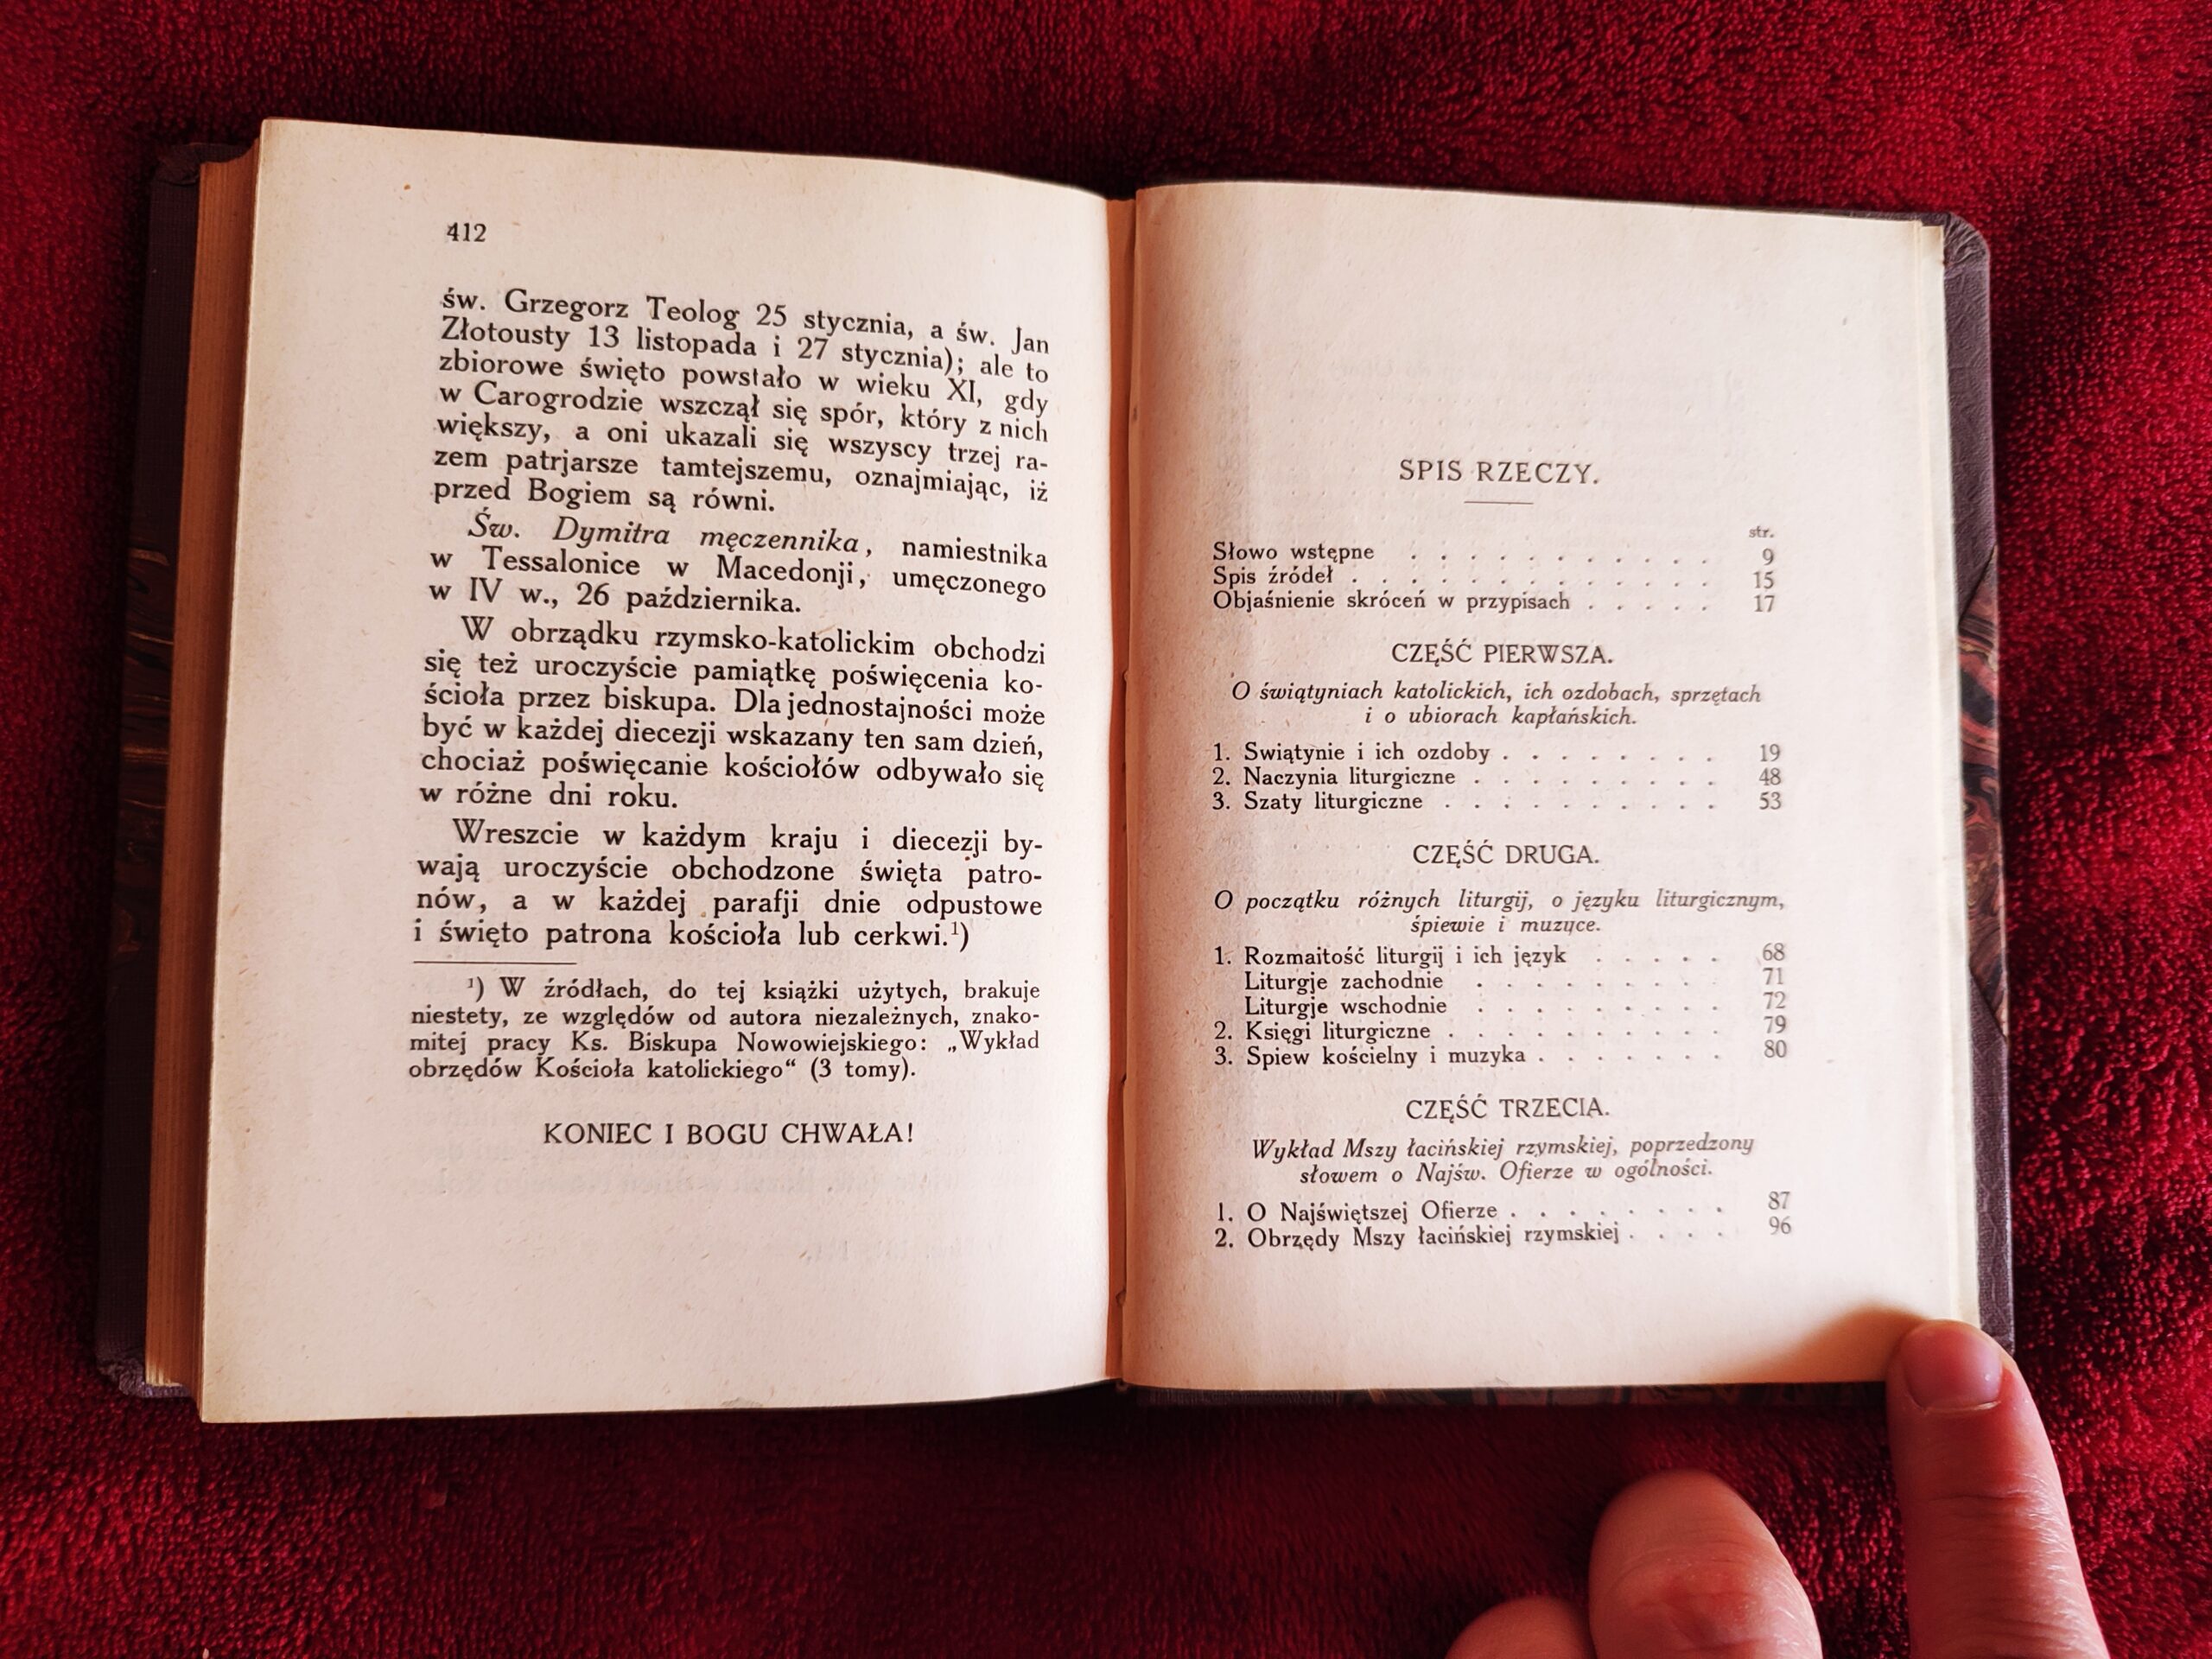 412
św. Grzegorz Teolog 25 stycznia, a św. Jan
Złotousty 13 listopada i 27 stycznia); ale to
zbiorowe święto powstało w wieku XI, gdy
w Carogrodzie wszczął się spór, który z nich
większy, a oni ukazali się wszyscy trzej ra-
zem patrjarsze tamtejszemu, oznajmiając, iż
przed Bogiem są równi.
Św. Dymitra męczennika, namiestnika
w Tessalonice w Macedonji, umęczonego
w IV w., 26 października.
W obrządku rzymsko-katolickim obchodzi
się też uroczyście pamiątkę poświęcenia ko-
ścioła przez biskupa. Dla jednostajności może
być w każdej diecezji wskazany ten sam dzień,
chociaż poświęcanie kościołów odbywało się
w różne dni roku.
Wreszcie w każdym kraju i diecezji by-
wają uroczyście obchodzone święta patro-
nów, a w każdej parafji dnie odpustowe
i święto patrona kościoła lub cerkwi.¹)
¹) W źródłach, do tej książki użytych, brakuje
niestety, ze względów od autora niezależnych, znako-
mitej pracy Ks. Biskupa Nowowiejskiego: „Wykład
obrzędów Kościoła katolickiego“ (3 tomy).
KONIEC I BOGU CHWAŁA!
SPIS RZECZY.
str.
Słowo wstępne . . . . . . . . . . . 9
Spis źródeł . . . . . . . . . . . . . 15
Objaśnienie skróceń w przypisach . . . . . 17
CZĘŚĆ PIERWSZA.
O świątyniach katolickich, ich ozdobach, sprzętach
i o ubiorach kapłańskich.
1. Swiątynie i ich ozdoby . . . . . . . . 19
2. Naczynia liturgiczne . . . . . . . . . 48
3. Szaty liturgiczne . . . . . . . . . . 53
CZĘŚĆ DRUGA.
O początku różnych liturgij, o języku liturgicznym,
śpiewie i muzyce.
1. Rozmaitość liturgij i ich język . . . . . 68
Liturgje zachodnie . . . . . . . . 71
Liturgje wschodnie . . . . . . . . . 72
2. Księgi liturgiczne . . . . . . . . . . 79
3. Spiew kościelny i muzyka . . . . . . . 80
CZĘŚĆ TRZECIA.
Wykład Mszy łacińskiej rzymskiej, poprzedzony
słowem o Najśw. Ofierze w ogólności.
1. O Najświętszej Ofierze . . . . . . . . 87
2. Obrzędy Mszy łacińskiej rzymskiej . . . . 96